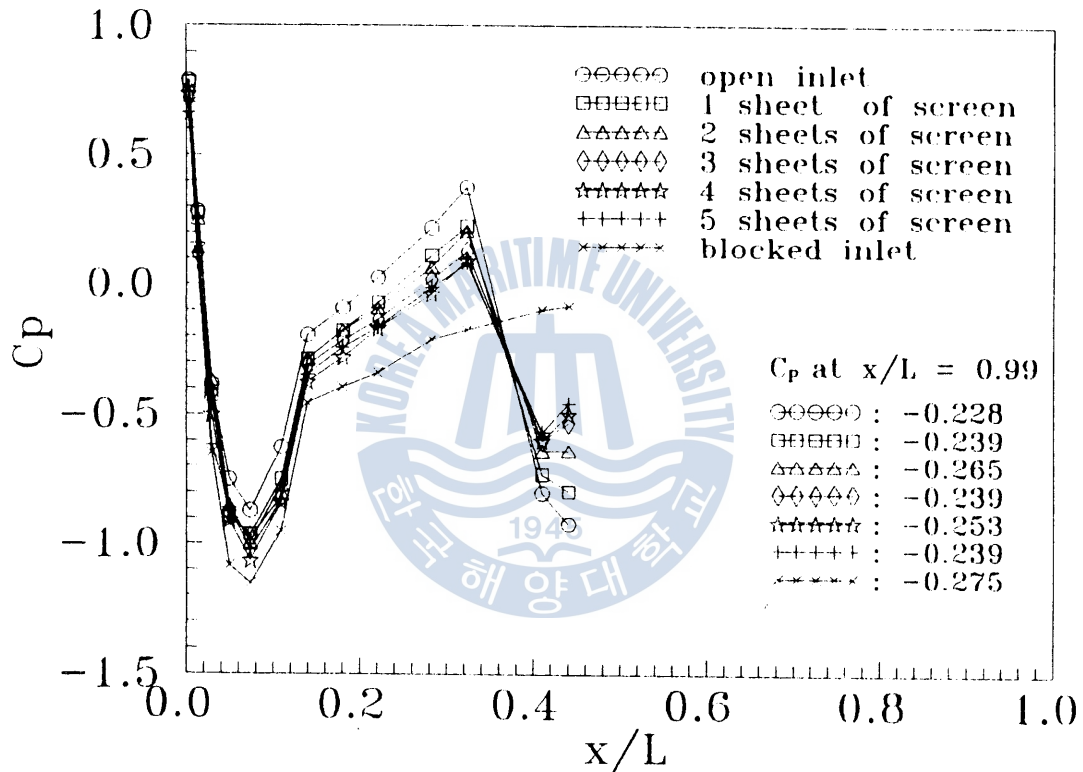 1.0
0.5
0.0
−0.5
−1.0
−1.5
Cp
open inlet
1 sheet of screen
2 sheets of screen
3 sheets of screen
4 sheets of screen
5 sheets of screen
blocked inlet
KOREA MARITIME UNIVERSITY
Cp at x/L = 0.99
: −0.228
: −0.239
: −0.265
: −0.239
: −0.253
: −0.239
: −0.275
1945
한국해양대학교
0.0 0.2 0.4 0.6 0.8 1.0
x/L